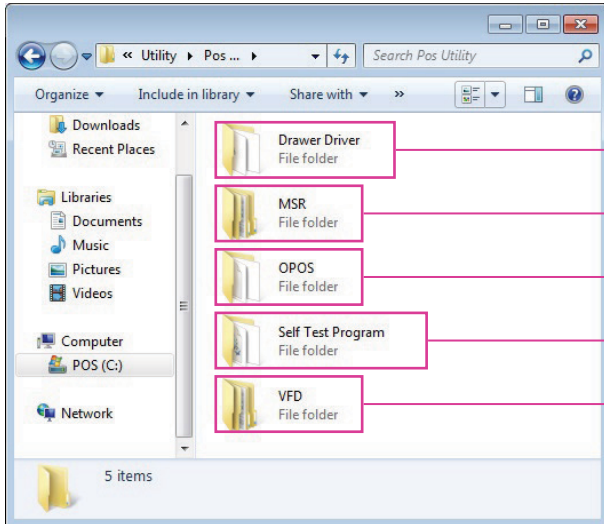 « Utility ▸ Pos ... ▸
Search Pos Utility
Organize ▾ Include in library ▾ Share with ▾ »
Downloads
Recent Places
Libraries
Documents
Music
Pictures
Videos
Computer
POS (C:)
Network
Drawer Driver
File folder
MSR
File folder
OPOS
File folder
Self Test Program
File folder
VFD
File folder
5 items